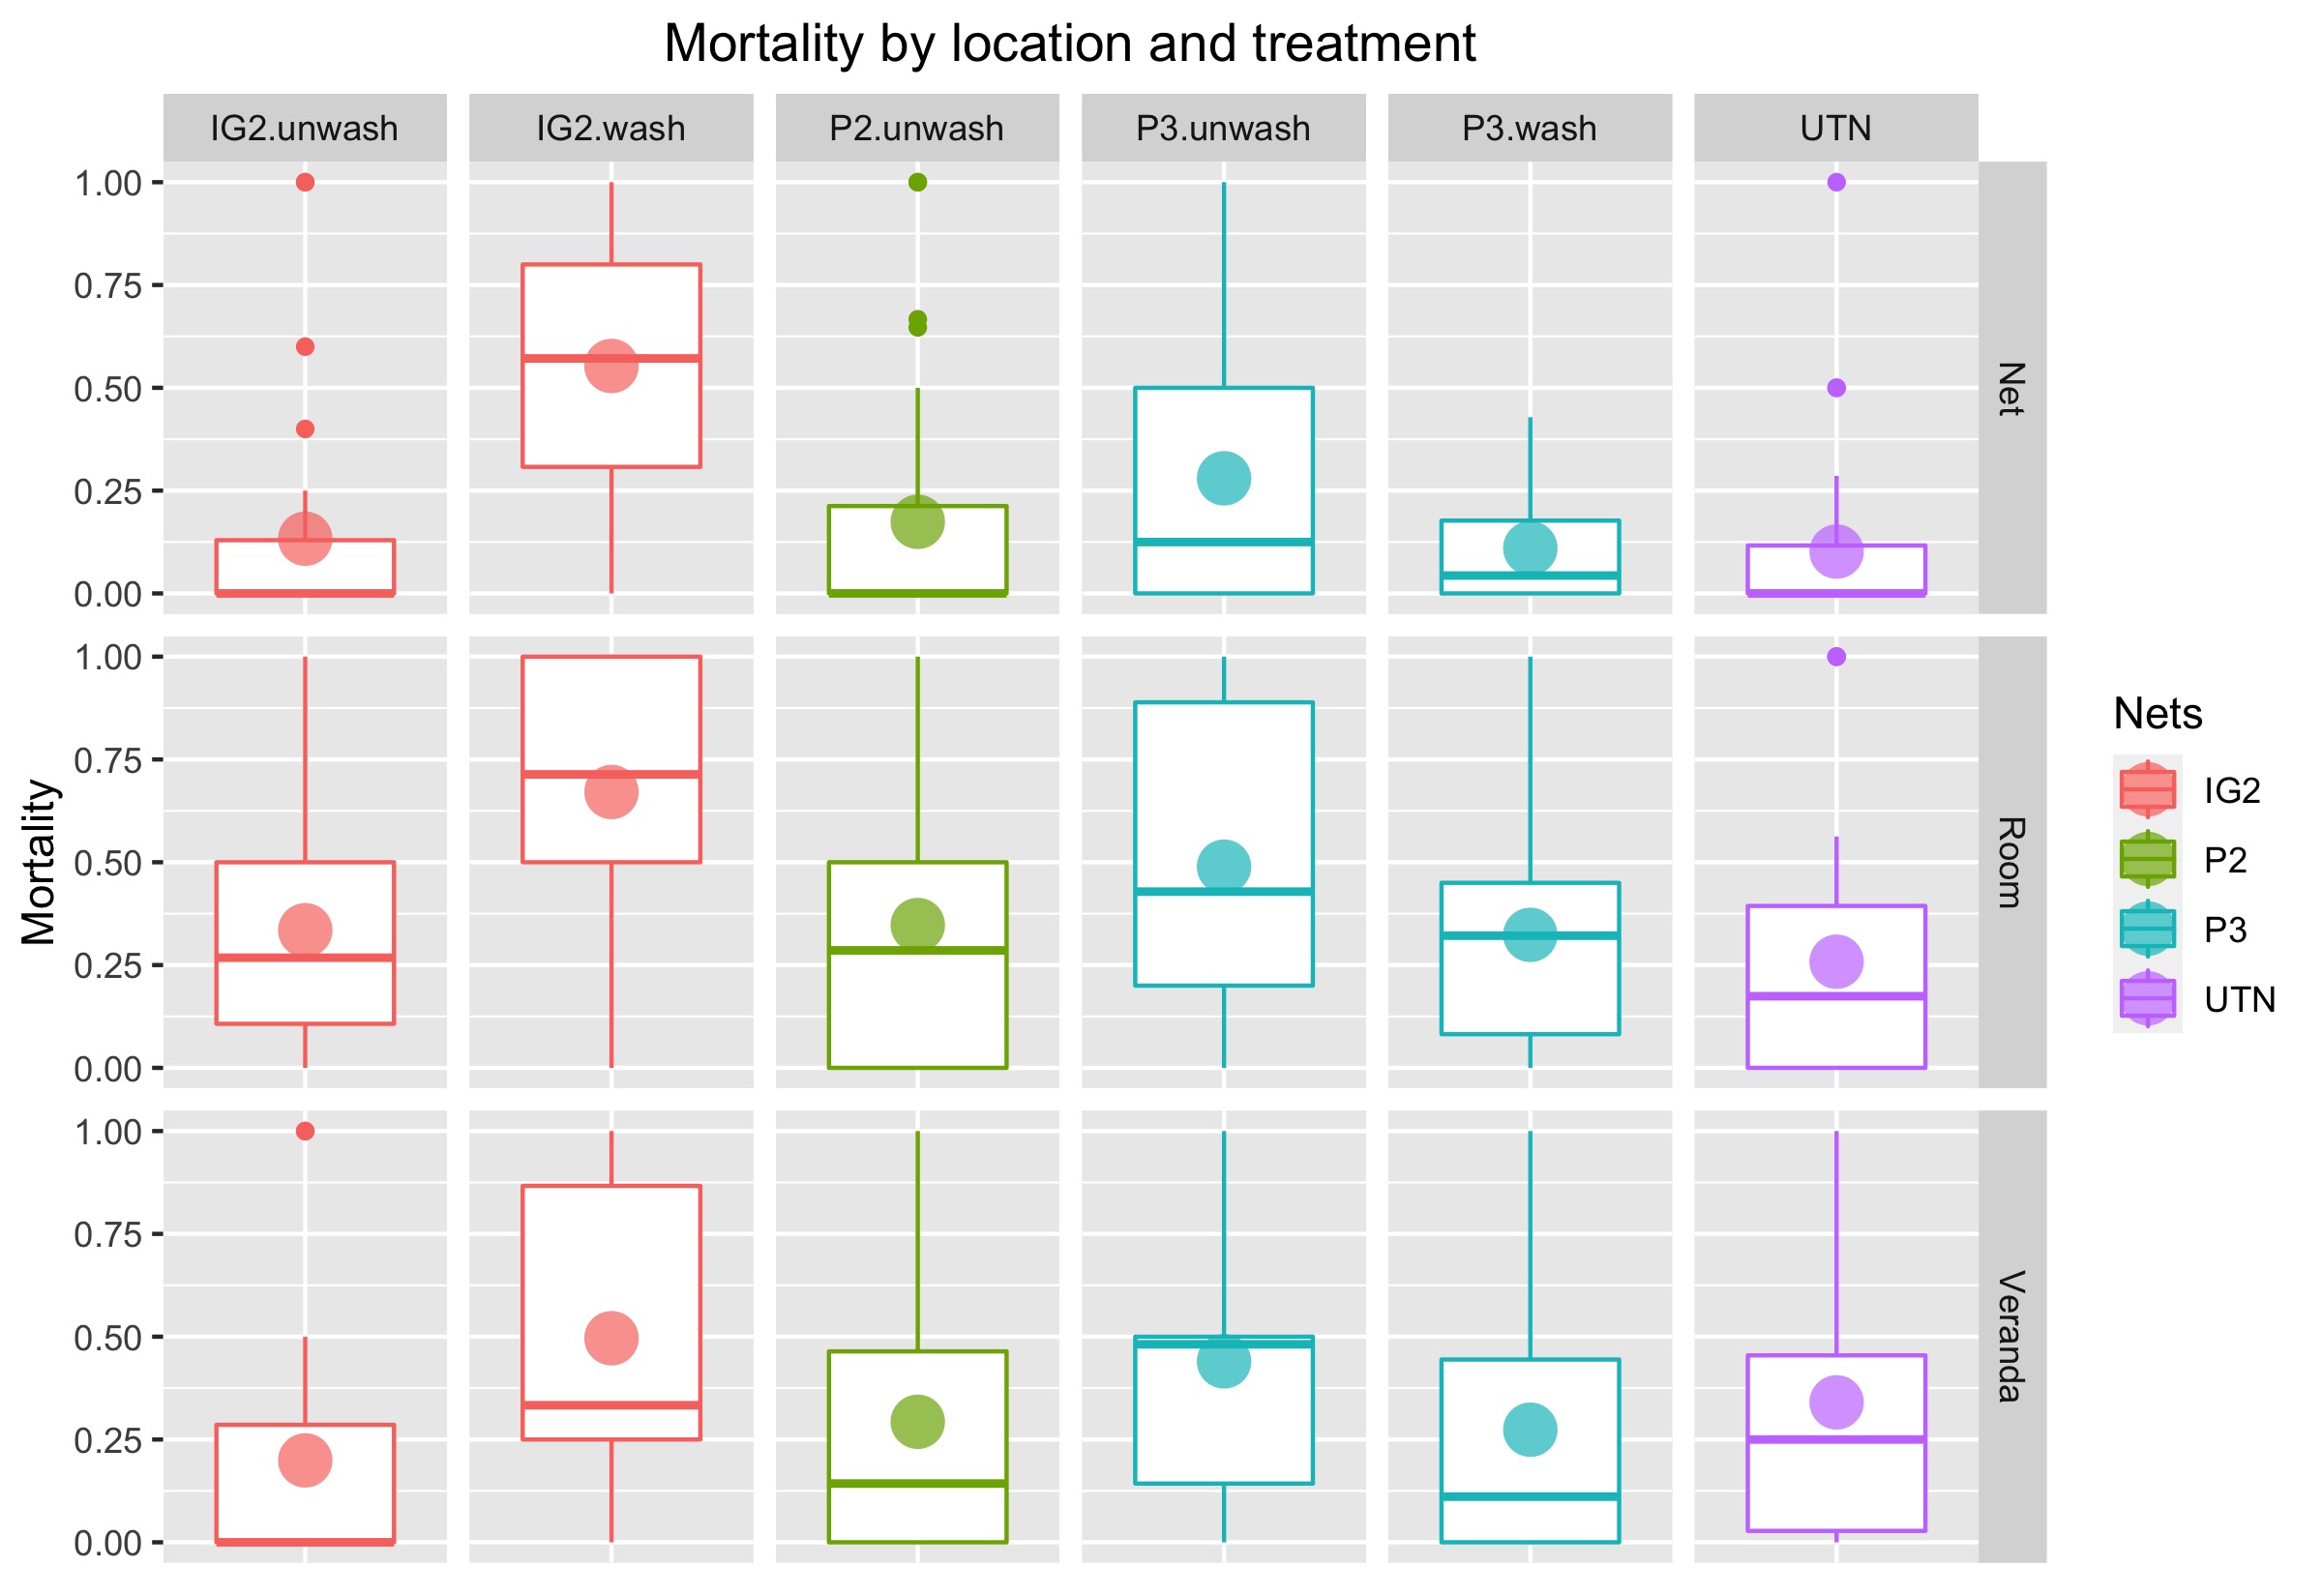 Mortality by location and treatment
IG2.unwash IG2.wash P2.unwash P3.unwash P3.wash UTN
1.00
0.75
0.50
0.25
0.00
Net
1.00
0.75
0.50
0.25
0.00
Room
1.00
0.75
0.50
0.25
0.00
Veranda
Mortality
Nets
IG2
P2
P3
UTN